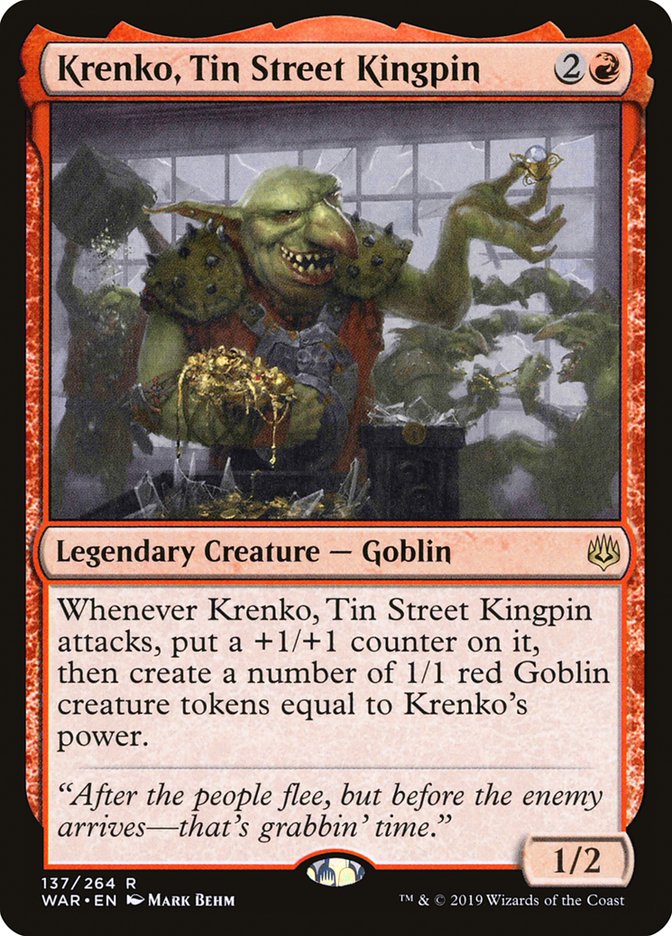 Krenko, Tin Street Kingpin 2
Legendary Creature — Goblin
Whenever Krenko, Tin Street Kingpin
attacks, put a +1/+1 counter on it,
then create a number of 1/1 red Goblin
creature tokens equal to Krenko's
power.
“After the people flee, but before the enemy
arrives—that's grabbin' time.”
1/2
137/264 R
WAR • EN Mark Behm
™ & © 2019 Wizards of the Coast